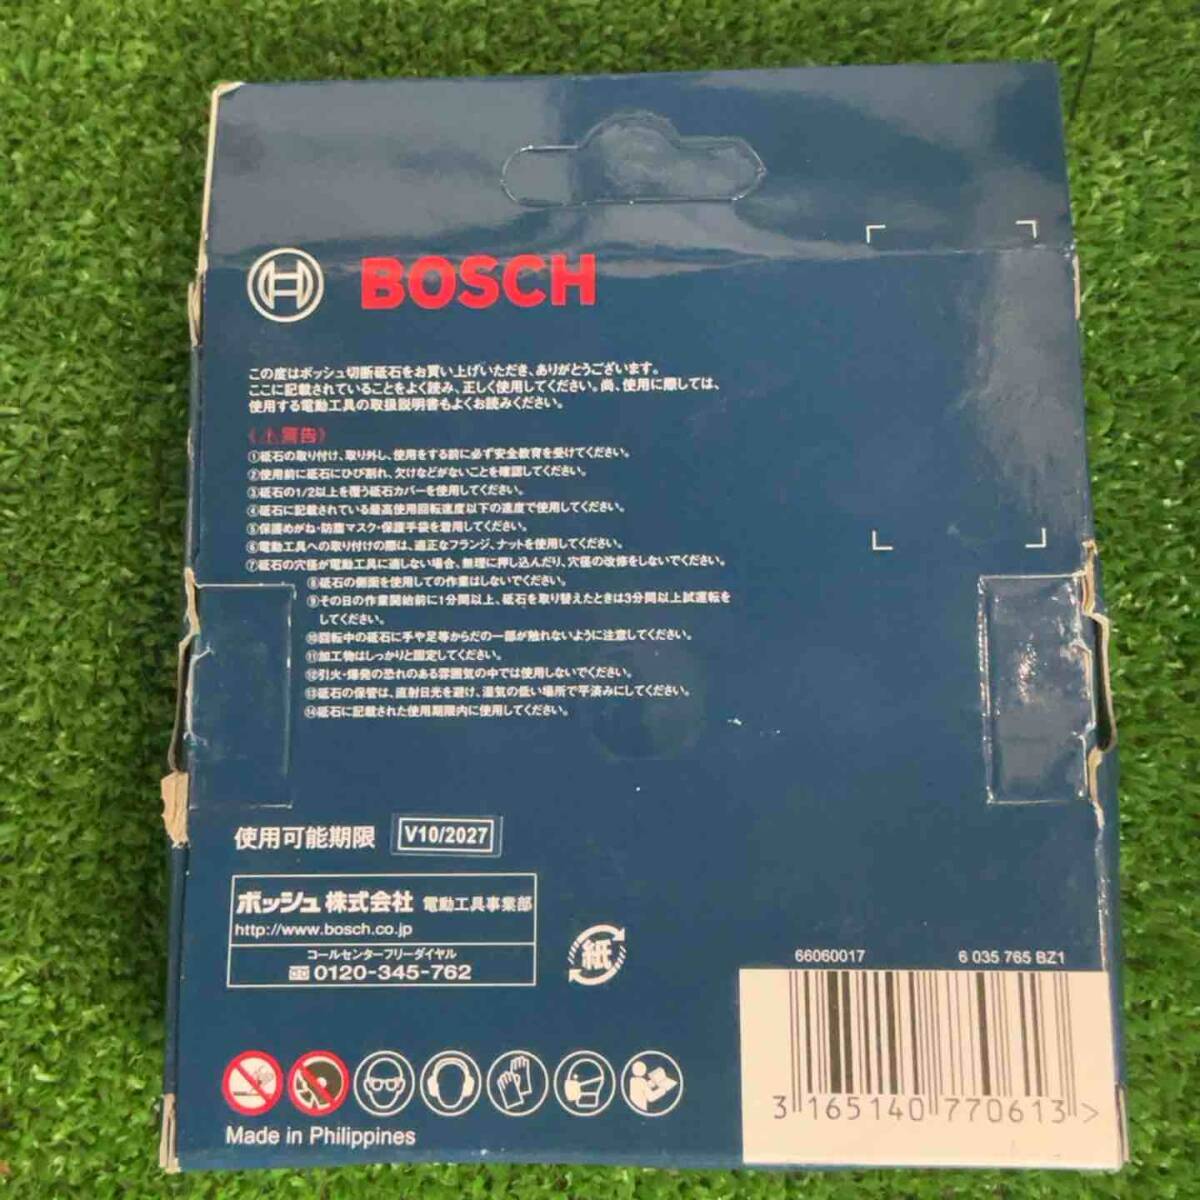 BOSCH
この度はボッシュ切断砥石をお買い上げいただき、ありがとうございます。
ここに記載されていることをよく読み、正しく使用してください。尚、使用に際しては、
使用する電動工具の取扱説明書もよくお読みください。
《⚠警告》
①砥石の取り付け、取り外し、使用をする前に必ず安全教育を受けてください。
②使用前に砥石にひび割れ、欠けなどがないことを確認してください。
③砥石の1/2以上を覆う砥石カバーを使用してください。
④砥石に記載されている最高使用回転速度以下の速度で使用してください。
⑤保護めがね・防塵マスク・保護手袋を着用してください。
⑥電動工具への取り付けの際は、適正なフランジ、ナットを使用してください。
⑦砥石の穴径が電動工具に適しない場合、無理に押し込んだり、穴径の改修をしないでください。
⑧砥石の側面を使用しての作業はしないでください。
⑨その日の作業開始前に1分間以上、砥石を取り替えたときは3分間以上試運転を
してください。
⑩回転中の砥石に手や足等からだの一部が触れないように注意してください。
⑪加工物はしっかりと固定してください。
⑫引火・爆発の恐れのある雰囲気の中では使用しないでください。
⑬砥石の保管は、直射日光を避け、湿気の低い場所で平済みにしてください。
⑭砥石に記載された使用期限内に使用してください。
使用可能期限 V10/2027
ボッシュ株式会社 電動工具事業部
http://www.bosch.co.jp
コールセンターフリーダイヤル
0120-345-762
紙
66060017 6 035 765 BZ1
3 165140 770613 >
Made in Philippines